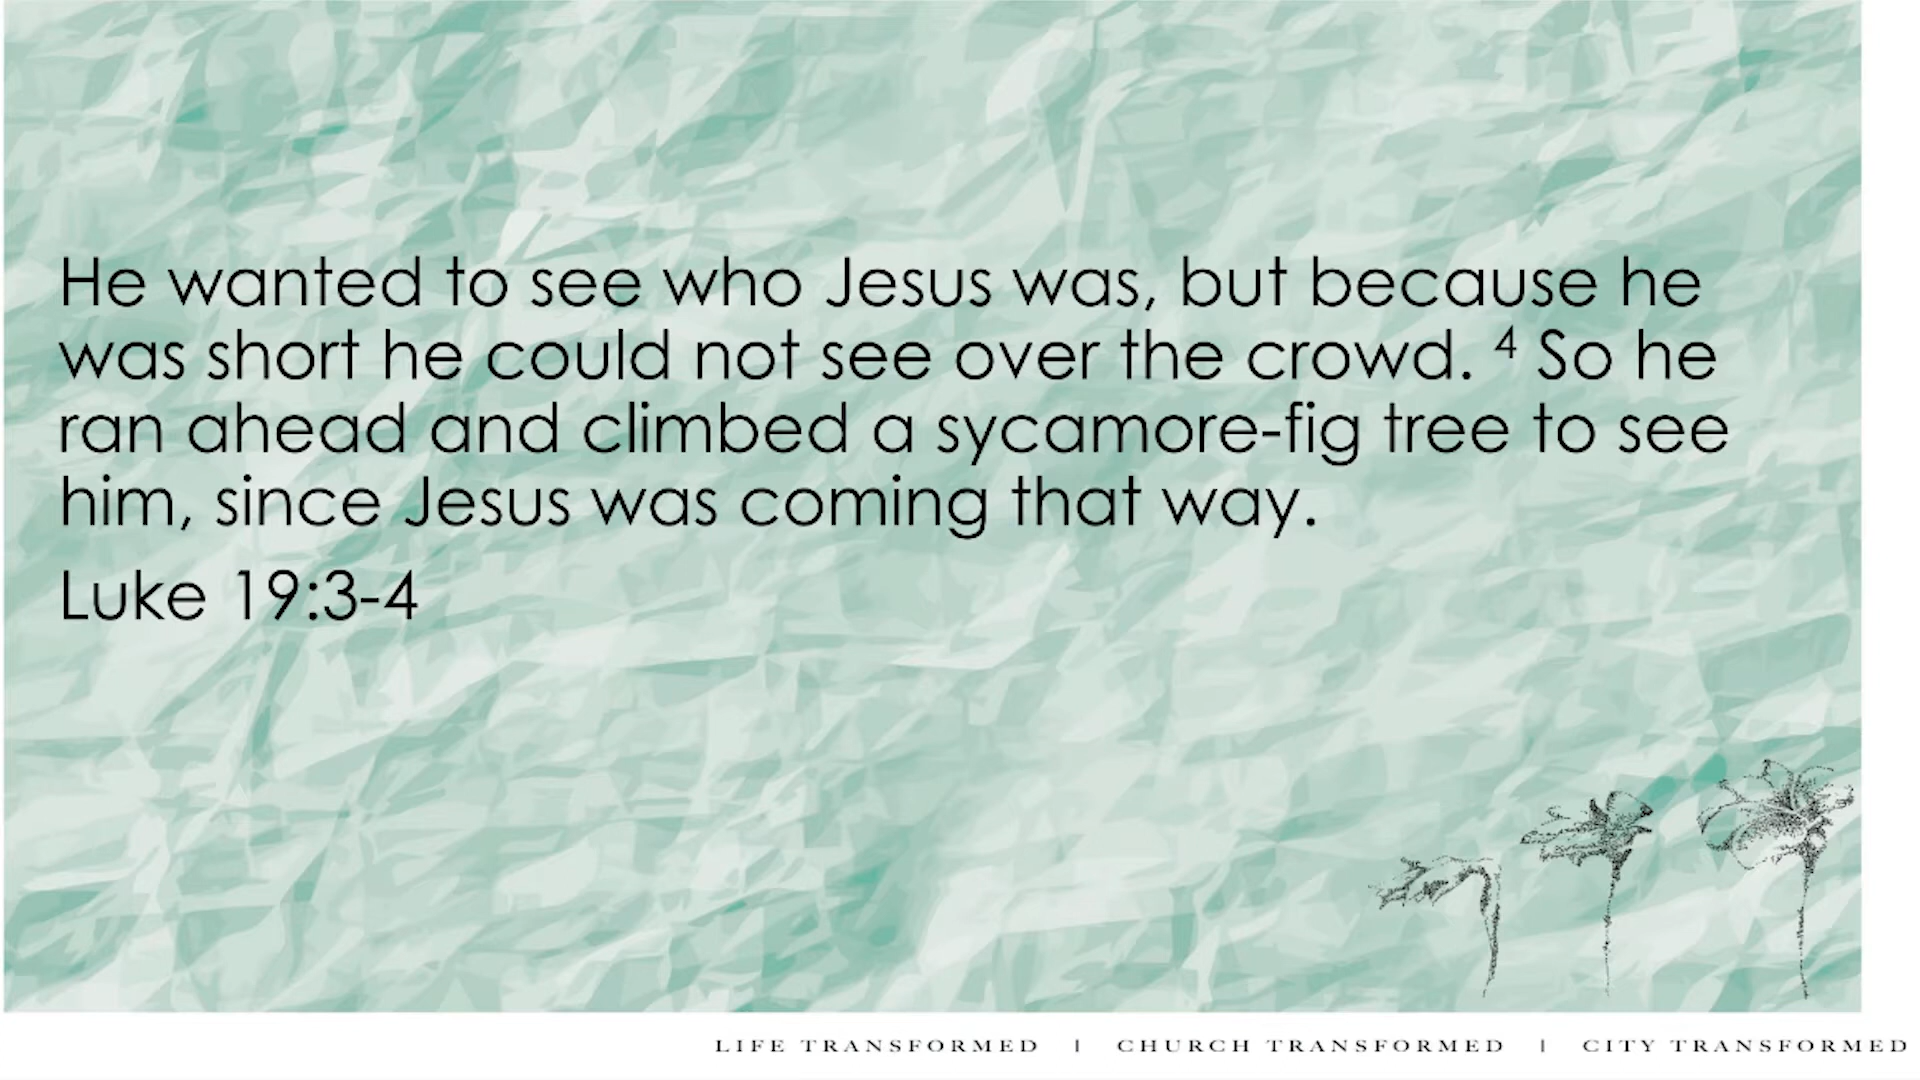 He wanted to see who Jesus was, but because he
was short he could not see over the crowd. ⁴ So he
ran ahead and climbed a sycamore-fig tree to see
him, since Jesus was coming that way.
Luke 19:3-4
LIFE TRANSFORMED | CHURCH TRANSFORMED | CITY TRANSFORMED